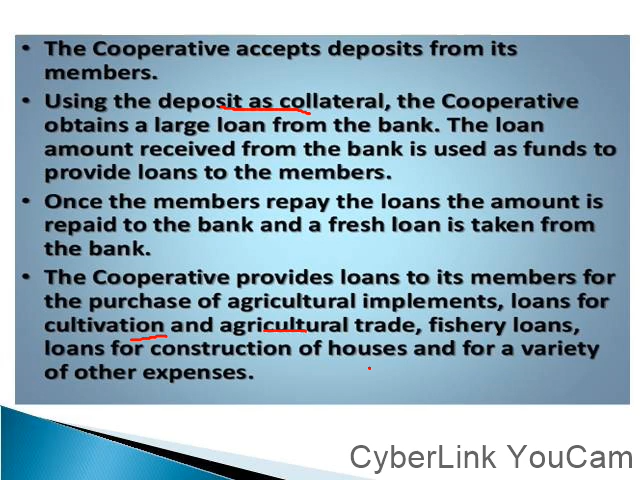 • The Cooperative accepts deposits from its
members.
• Using the deposit as collateral, the Cooperative
obtains a large loan from the bank. The loan
amount received from the bank is used as funds to
provide loans to the members.
• Once the members repay the loans the amount is
repaid to the bank and a fresh loan is taken from
the bank.
• The Cooperative provides loans to its members for
the purchase of agricultural implements, loans for
cultivation and agricultural trade, fishery loans,
loans for construction of houses and for a variety
of other expenses.
CyberLink YouCam